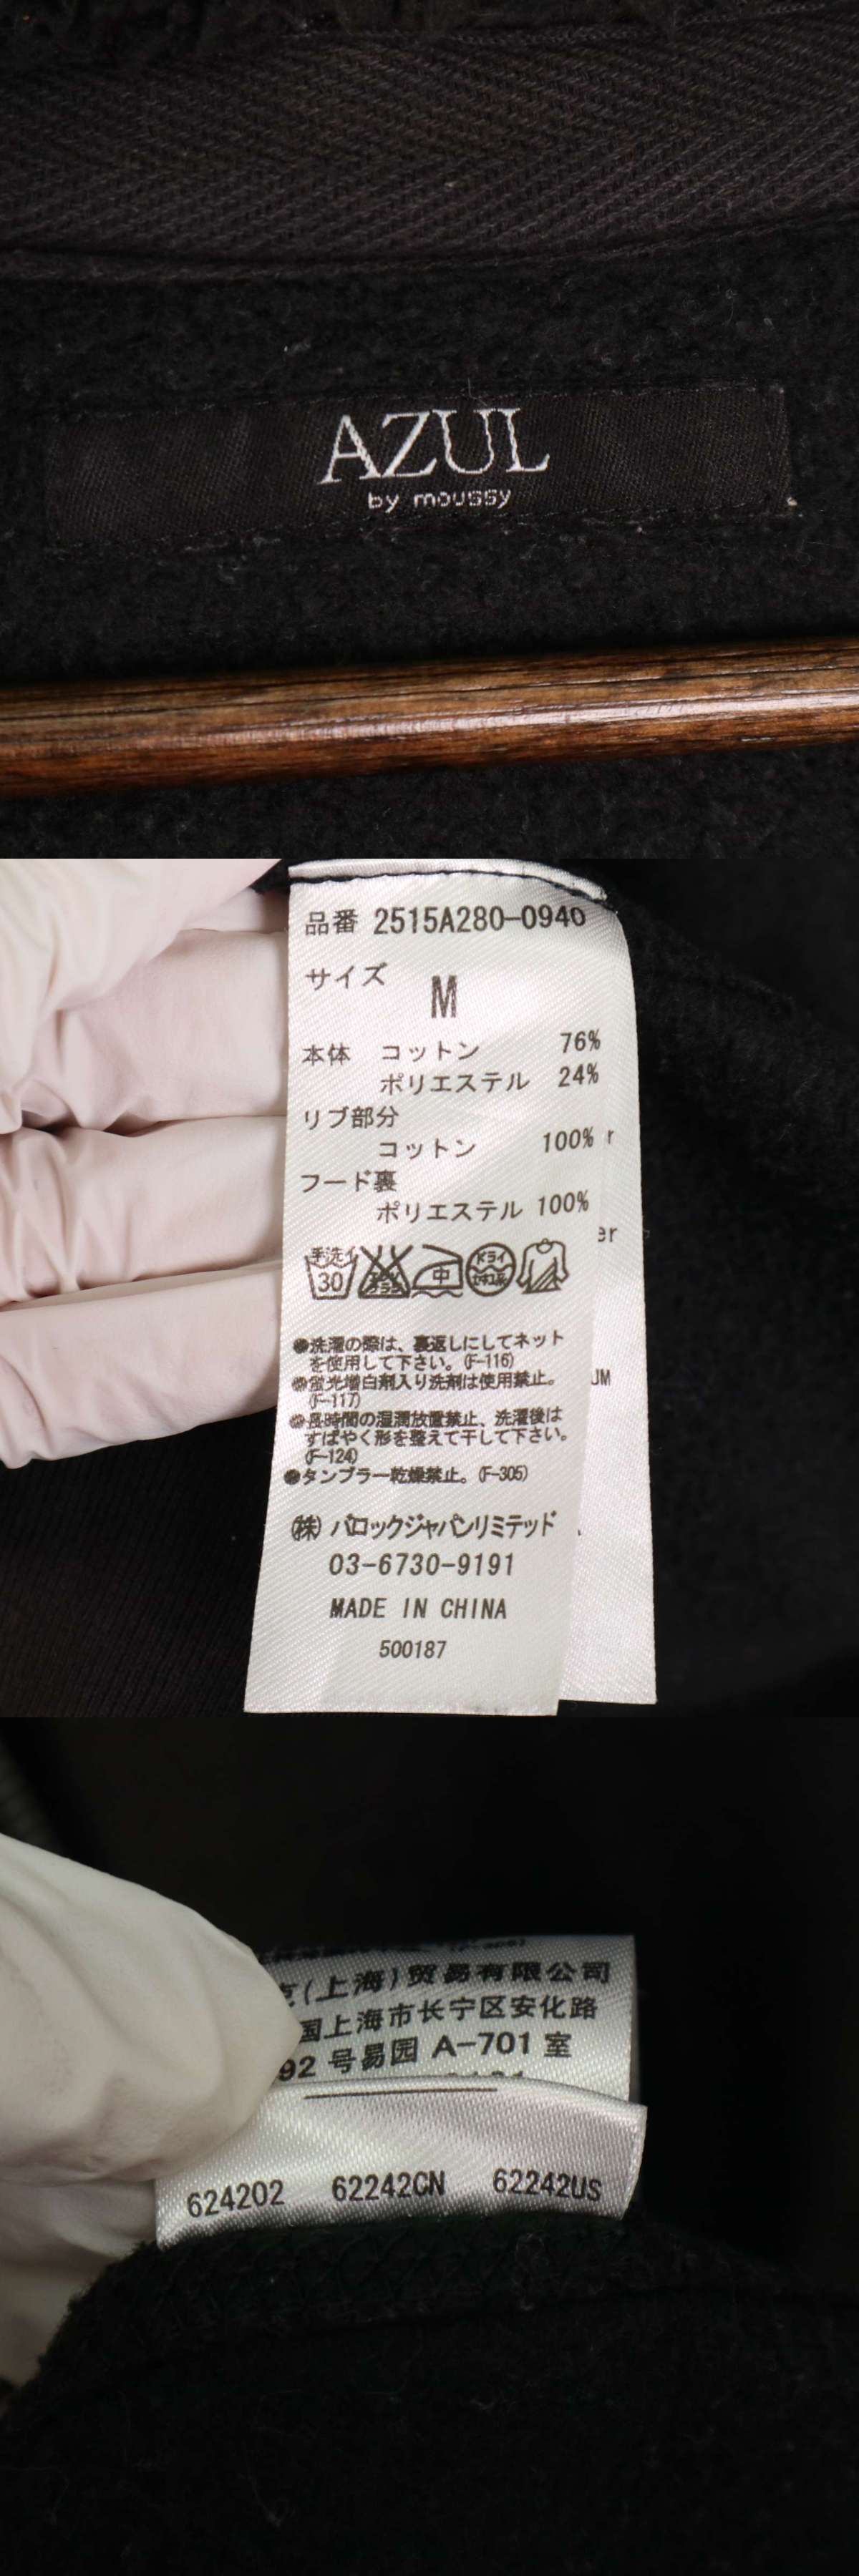 AZUL
by moussy
品番 2515A280-0940
サイズ
M
本体 コットン 76%
ポリエステル 24%
リブ部分
コットン 100% r
フード裏
ポリエステル 100%
er
手洗イ 30 中 ドライ
●洗濯の際は、裏返しにしてネット
を使用して下さい。(F-116)
●蛍光増白剤入り洗剤は使用禁止。
UM
(F-117)
●長時間の湿潤放置禁止、洗濯後は
すばやく形を整えて干して下さい。
(F-124)
●タンブラー乾燥禁止。(F-305)
(株) バロックジャパンリミテッド
03-6730-9191
MADE IN CHINA
500187
(上海)贸易有限公司
国上海市长宁区安化路
92 号易园 A-701 室
624202 62242CN 62242US